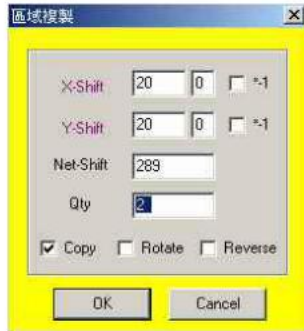 區域複製
X-Shift 20 0 *-1
Y-Shift 20 0 *-1
Net-Shift 289
Qty 2
Copy Rotate Reverse
OK Cancel